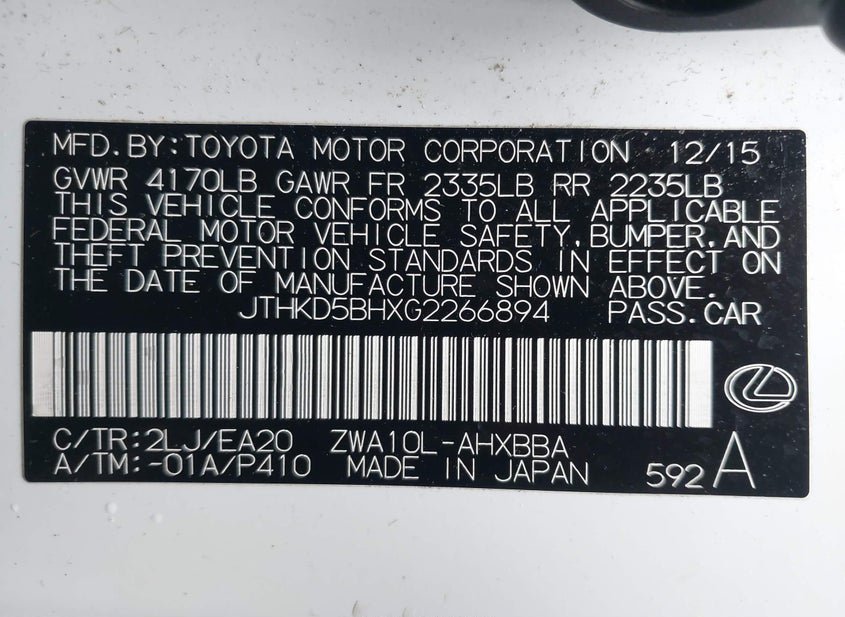 MFD.BY:TOYOTA MOTOR CORPORATION 12/15
GVWR 4170LB GAWR FR 2335LB RR 2235LB
THIS VEHICLE CONFORMS TO ALL APPLICABLE
FEDERAL MOTOR VEHICLE SAFETY,BUMPER,AND
THEFT PREVENTION STANDARDS IN EFFECT ON
THE DATE OF MANUFACTURE SHOWN ABOVE.
JTHKD5BHXG2266894 PASS.CAR
C/TR:2LJ/EA20 ZWA10L-AHXBBA
A/TM:-01A/P410 MADE IN JAPAN 592 A